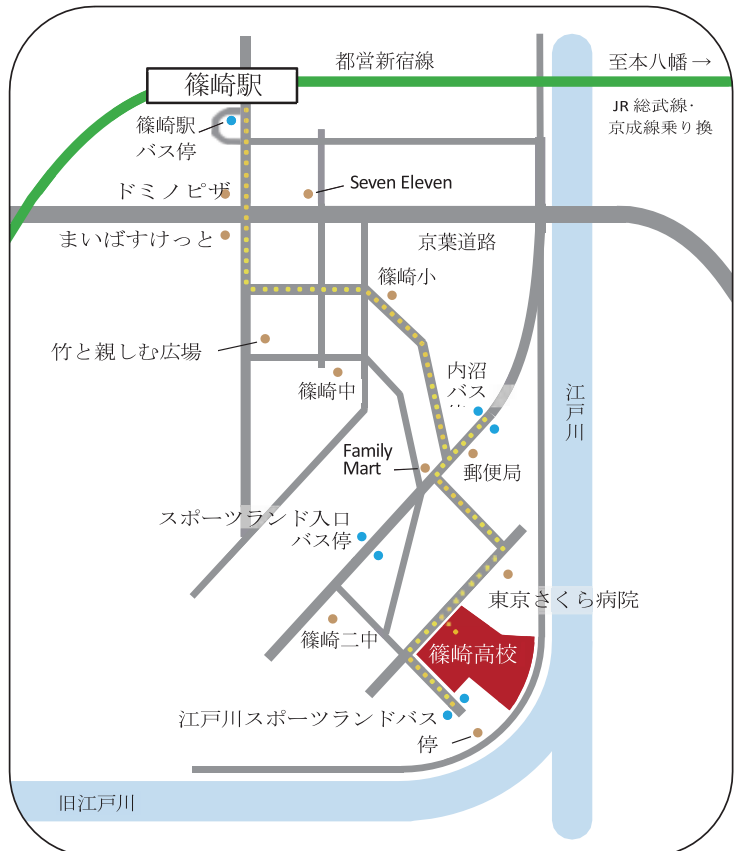 都営新宿線
至本八幡→
篠崎駅
JR 総武線・
京成線乗り換
篠崎駅
バス停
ドミノピザ
Seven Eleven
まいばすけっと
京葉道路
篠崎小
竹と親しむ広場
篠崎中
内沼
バス
江戸川
Family
Mart
郵便局
スポーツランド入口
バス停
東京さくら病院
篠崎二中
篠崎高校
江戸川スポーツランドバス
停
旧江戸川